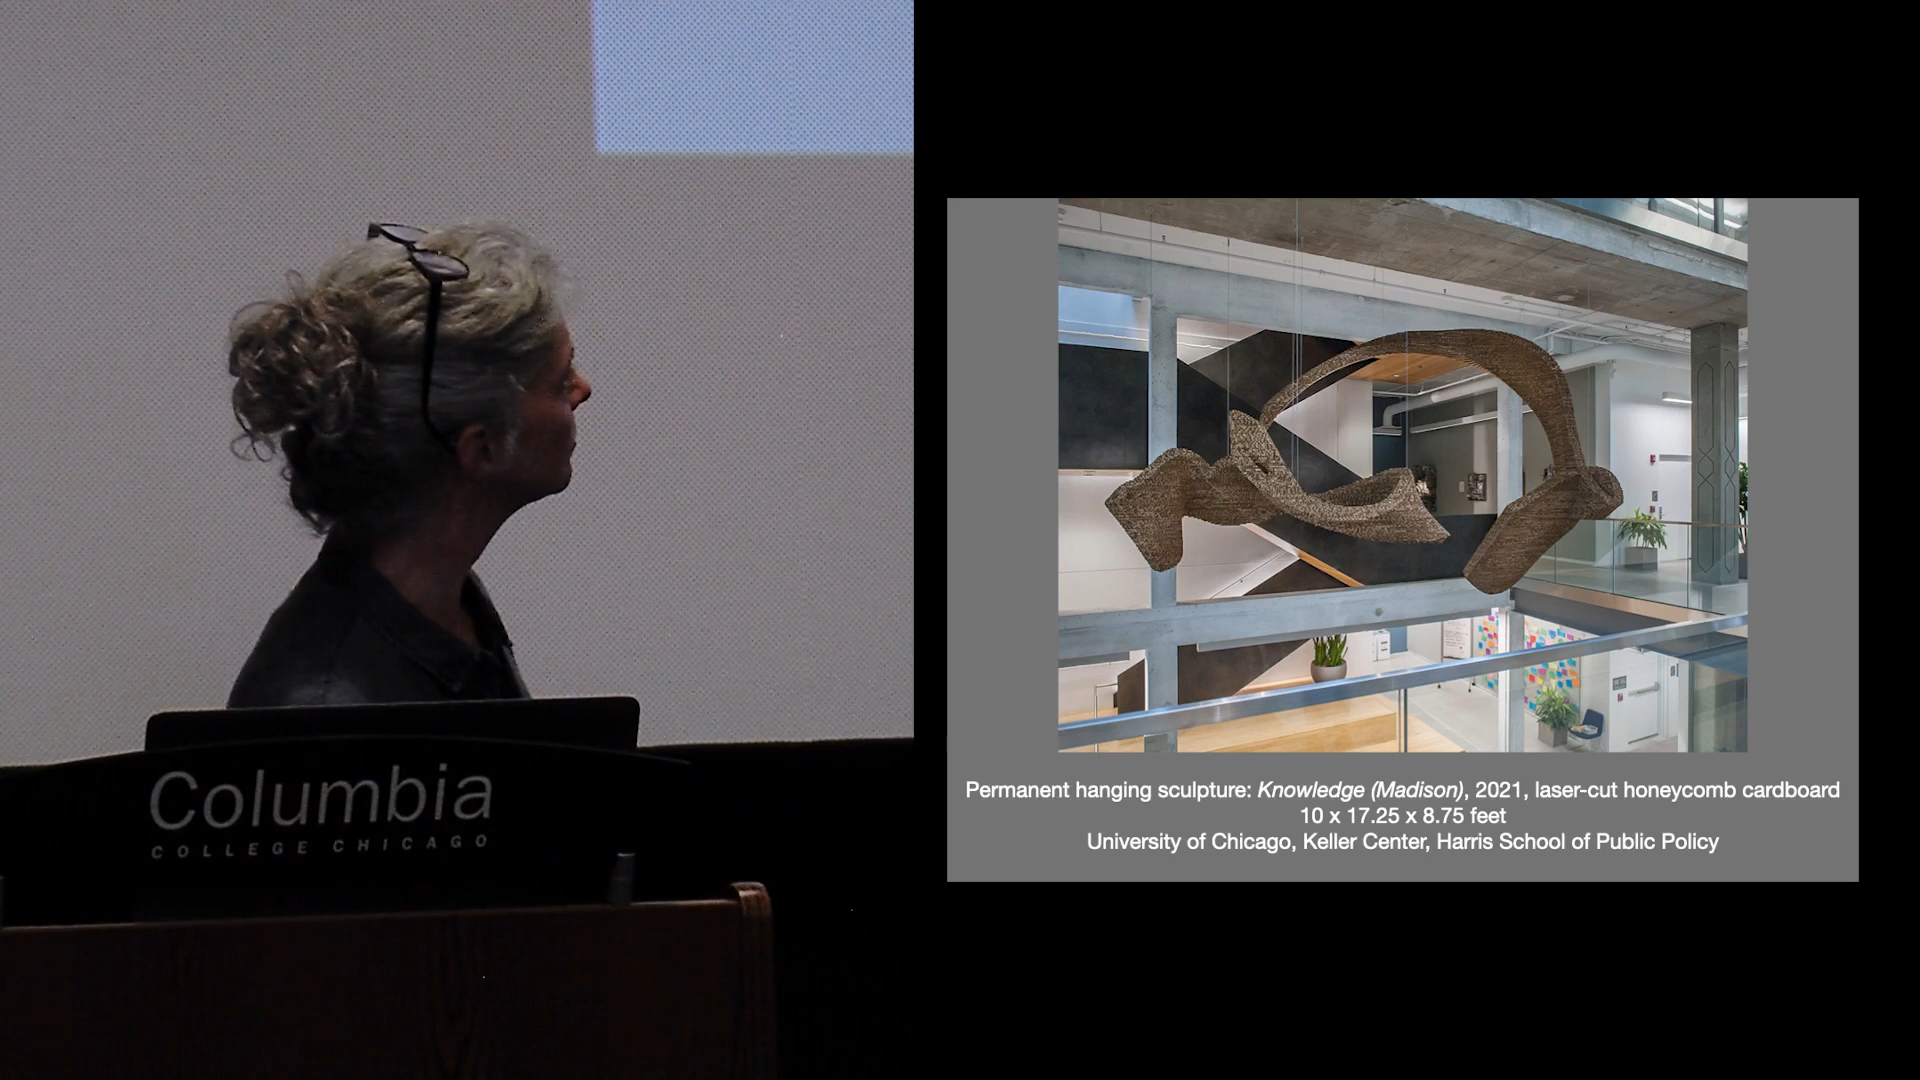 Columbia
COLLEGE CHICAGO
Permanent hanging sculpture: Knowledge (Madison), 2021, laser-cut honeycomb cardboard
10 x 17.25 x 8.75 feet
University of Chicago, Keller Center, Harris School of Public Policy